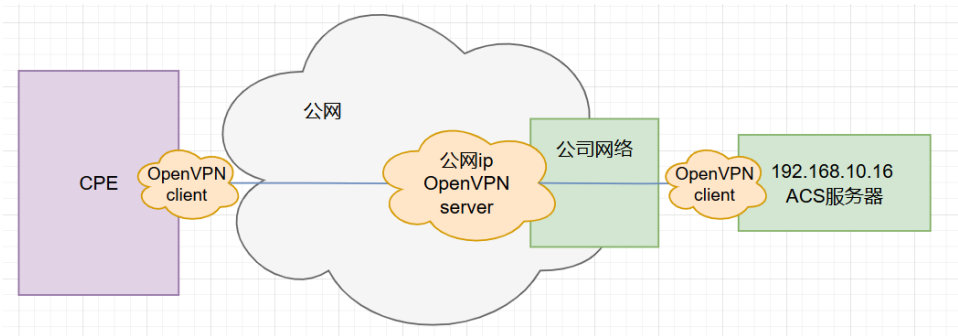 公网
CPE
OpenVPN
client
公网ip
OpenVPN
server
公司网络
OpenVPN
client
192.168.10.16
ACS服务器